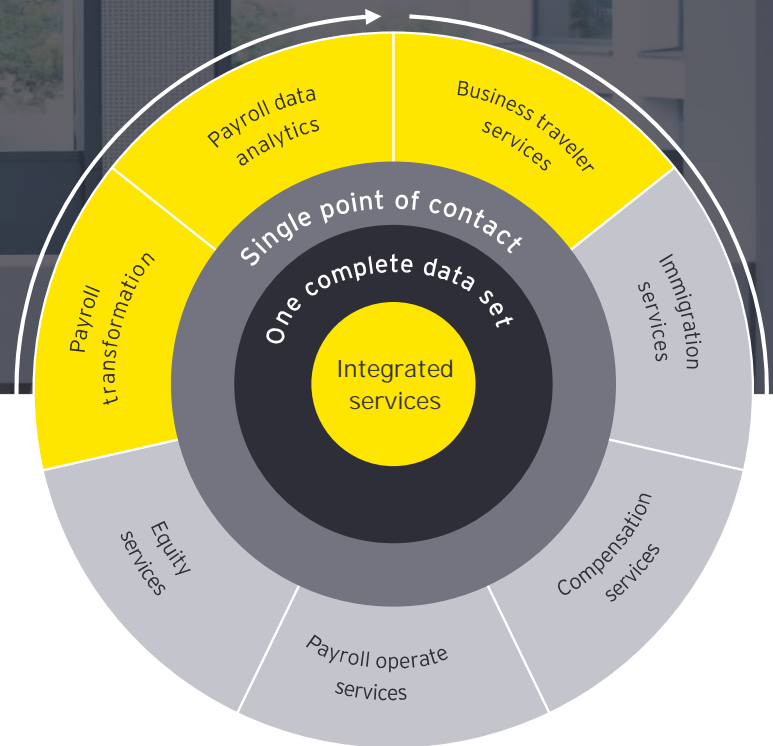 Payroll data
analytics
Business traveler
services
Immigration
services
Compensation
services
Payroll operate
services
Equity
services
Payroll
transformation
Single point of contact
One complete data set
Integrated
services